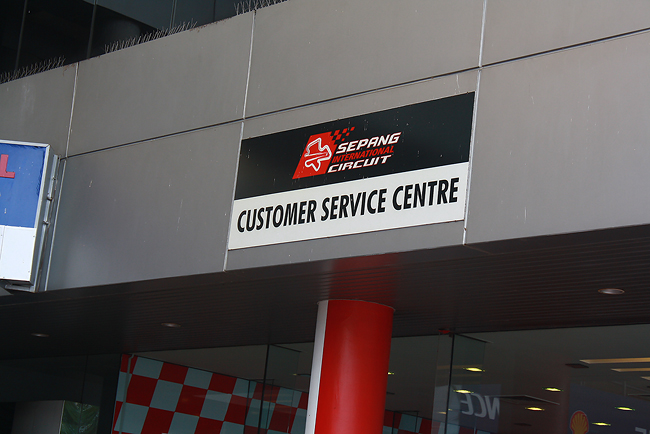 SEPANG
INTERNATIONAL
CIRCUIT
CUSTOMER SERVICE CENTRE